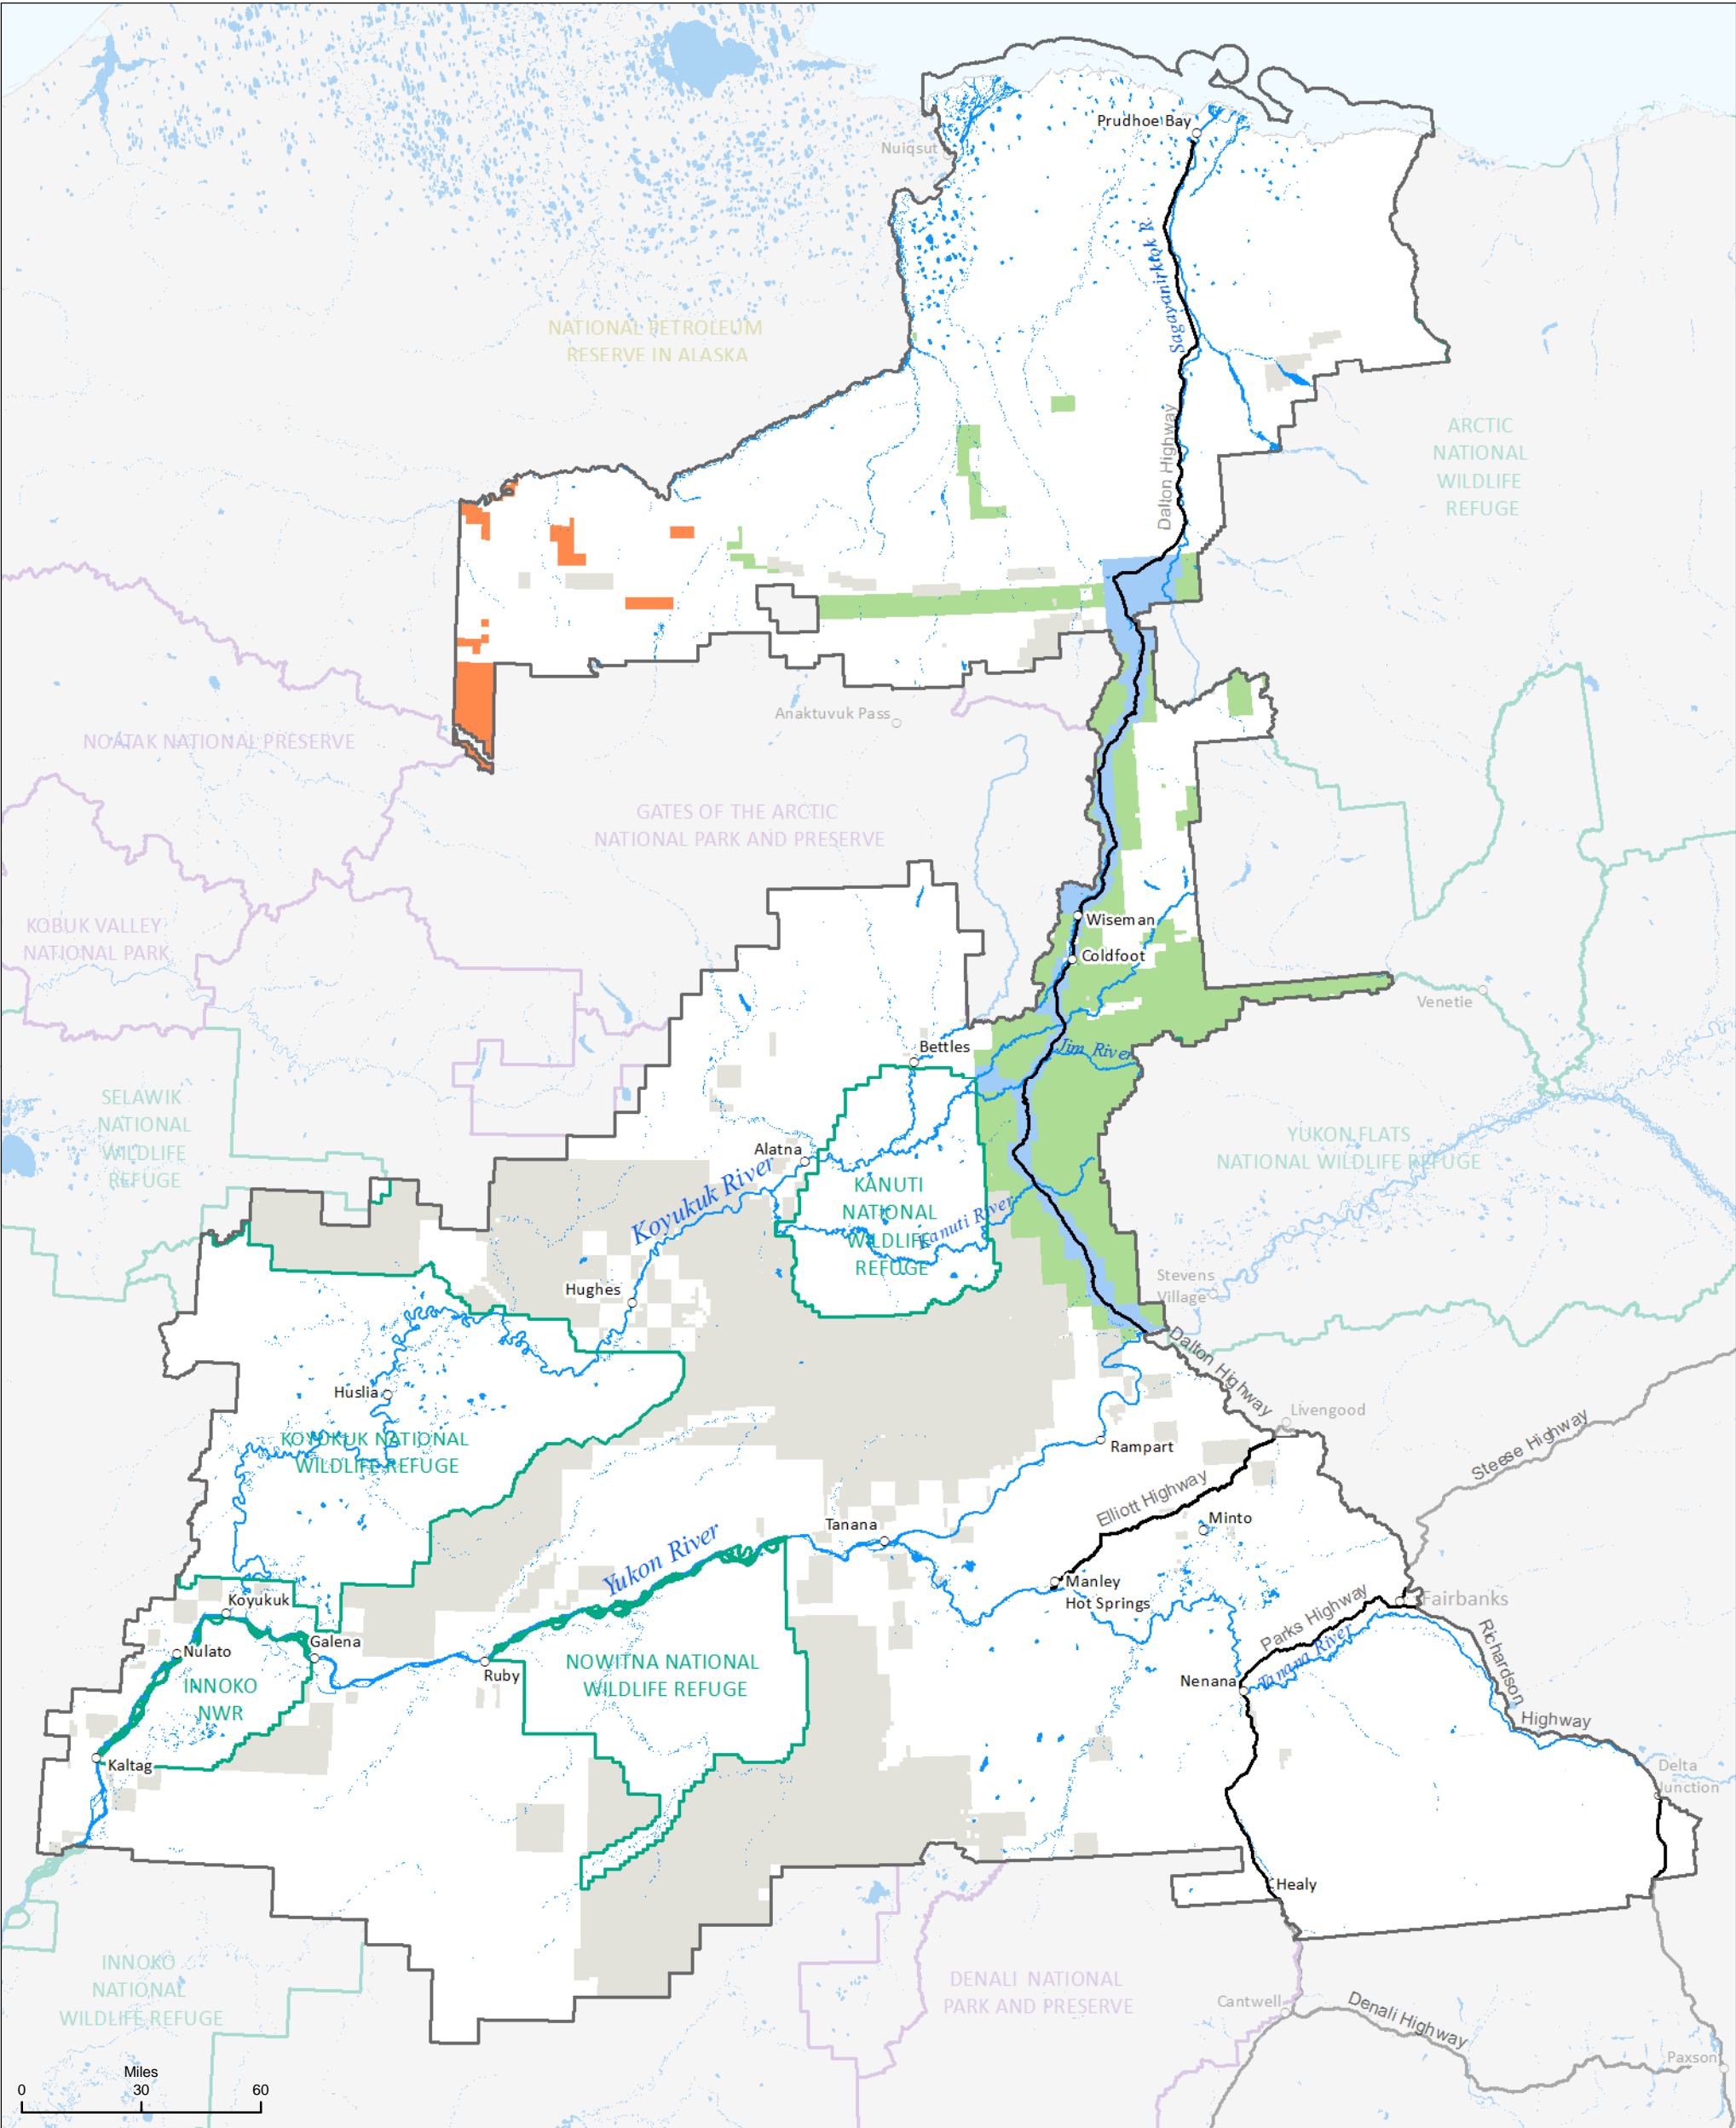 Prudhoe Bay
Nuiqsut
Sagavanirktok R.
NATIONAL PETROLEUM
RESERVE IN ALASKA
Dalton Highway
ARCTIC
NATIONAL
WILDLIFE
REFUGE
Anaktuvuk Pass
NOATAK NATIONAL PRESERVE
GATES OF THE ARCTIC
NATIONAL PARK AND PRESERVE
KOBUK VALLEY
NATIONAL PARK
Wiseman
Coldfoot
Venetie
Bettles
Jim River
SELAWIK
NATIONAL
WILDLIFE
REFUGE
YUKON FLATS
NATIONAL WILDLIFE REFUGE
Alatna
Koyukuk River
KANUTI
NATIONAL
WILDLIFE
REFUGE
Kanuti River
Stevens
Village
Hughes
Dalton Highway
Huslia
Livengood
KOYUKUK NATIONAL
WILDLIFE REFUGE
Rampart
Steese Highway
Elliott Highway
Minto
Tanana
Yukon River
Manley
Hot Springs
Koyukuk
Parks Highway
Fairbanks
Nulato
Galena
Ruby
INNOKO
NWR
NOWITNA NATIONAL
WILDLIFE REFUGE
Tanana River
Richardson
Highway
Nenana
Kaltag
Delta
Junction
Healy
INNOKO
NATIONAL
WILDLIFE REFUGE
DENALI NATIONAL
PARK AND PRESERVE
Cantwell
Denali Highway
Paxson
Miles
0 30 60